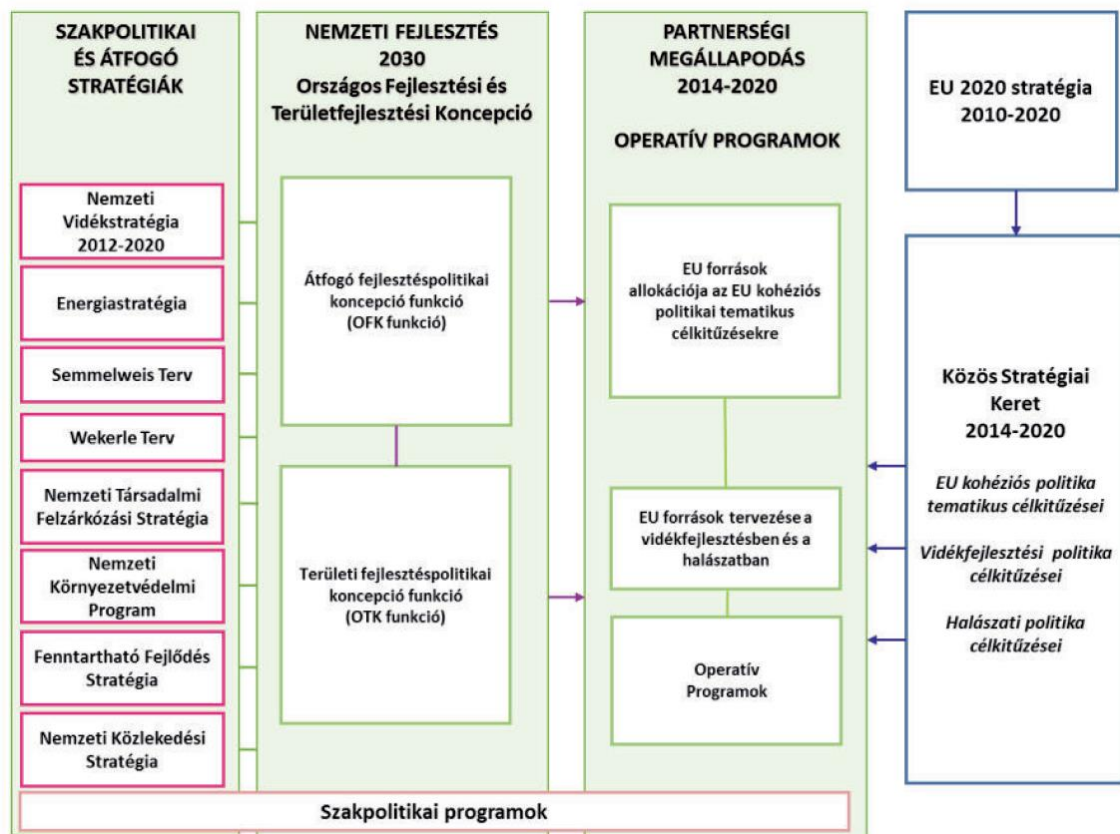 SZAKPOLITIKAI
ÉS ÁTFOGÓ
STRATÉGIÁK
Nemzeti
Vidékstratégia
2012-2020
Energiastratégia
Semmelweis Terv
Wekerle Terv
Nemzeti Társadalmi
Felzárkózási Stratégia
Nemzeti
Környezetvédelmi
Program
Fenntartható Fejlődés
Stratégia
Nemzeti Közlekedési
Stratégia
NEMZETI FEJLESZTÉS
2030
Országos Fejlesztési és
Területfejlesztési Koncepció
Átfogó fejlesztéspolitikai
koncepció funkció
(OFK funkció)
Területi fejlesztéspolitikai
koncepció funkció
(OTK funkció)
PARTNERSÉGI
MEGÁLLAPODÁS
2014-2020
OPERATÍV PROGRAMOK
EU források
allokációja az EU kohéziós
politikai tematikus
célkitűzésekre
EU források tervezése a
vidékfejlesztésben és a
halászatban
Operatív
Programok
EU 2020 stratégia
2010-2020
Közös Stratégiai
Keret
2014-2020
EU kohéziós politika
tematikus célkitűzései
Vidékfejlesztési politika
célkitűzései
Halászati politika
célkitűzései
Szakpolitikai programok